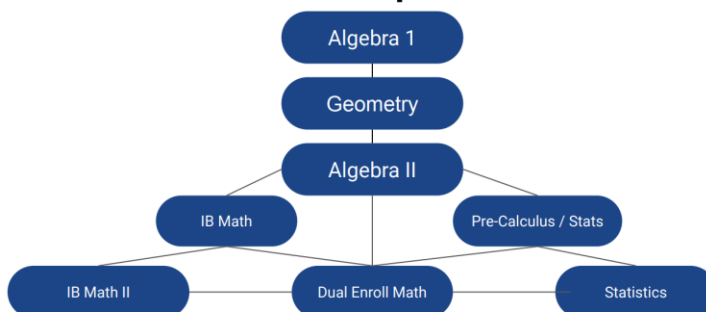 Algebra 1
Geometry
Algebra II
IB Math
Pre-Calculus / Stats
IB Math II
Dual Enroll Math
Statistics